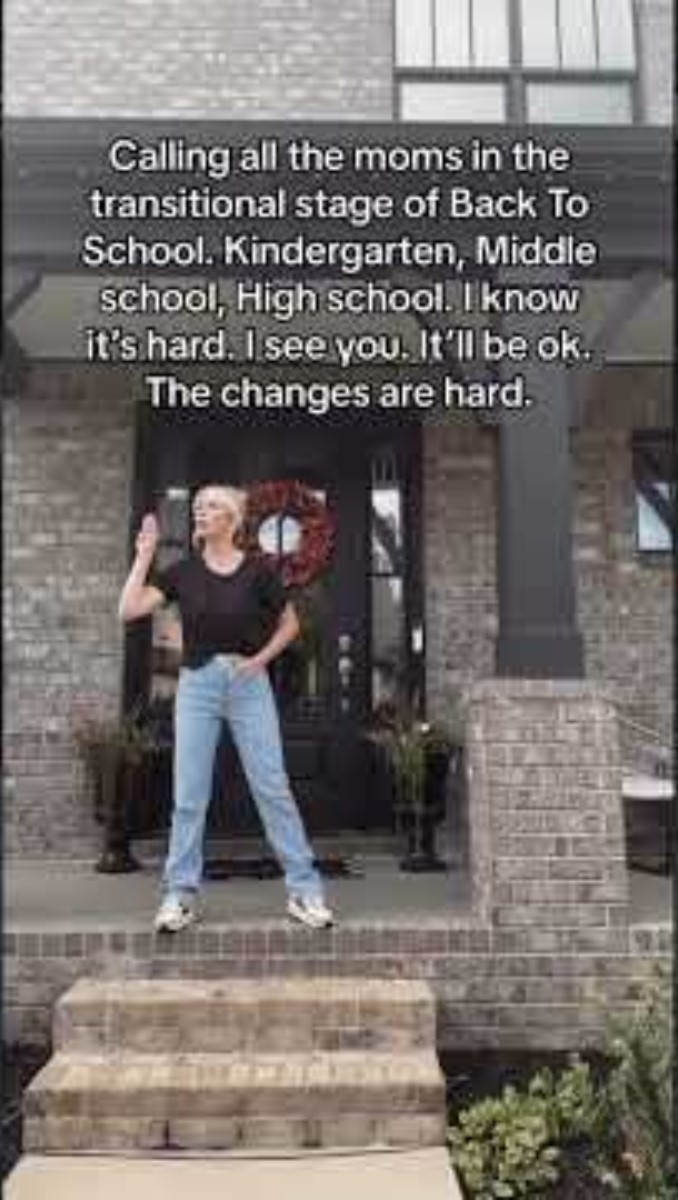 Calling all the moms in the
transitional stage of Back To
School. Kindergarten, Middle
school, High school. I know
it's hard. I see you. It'll be ok.
The changes are hard.